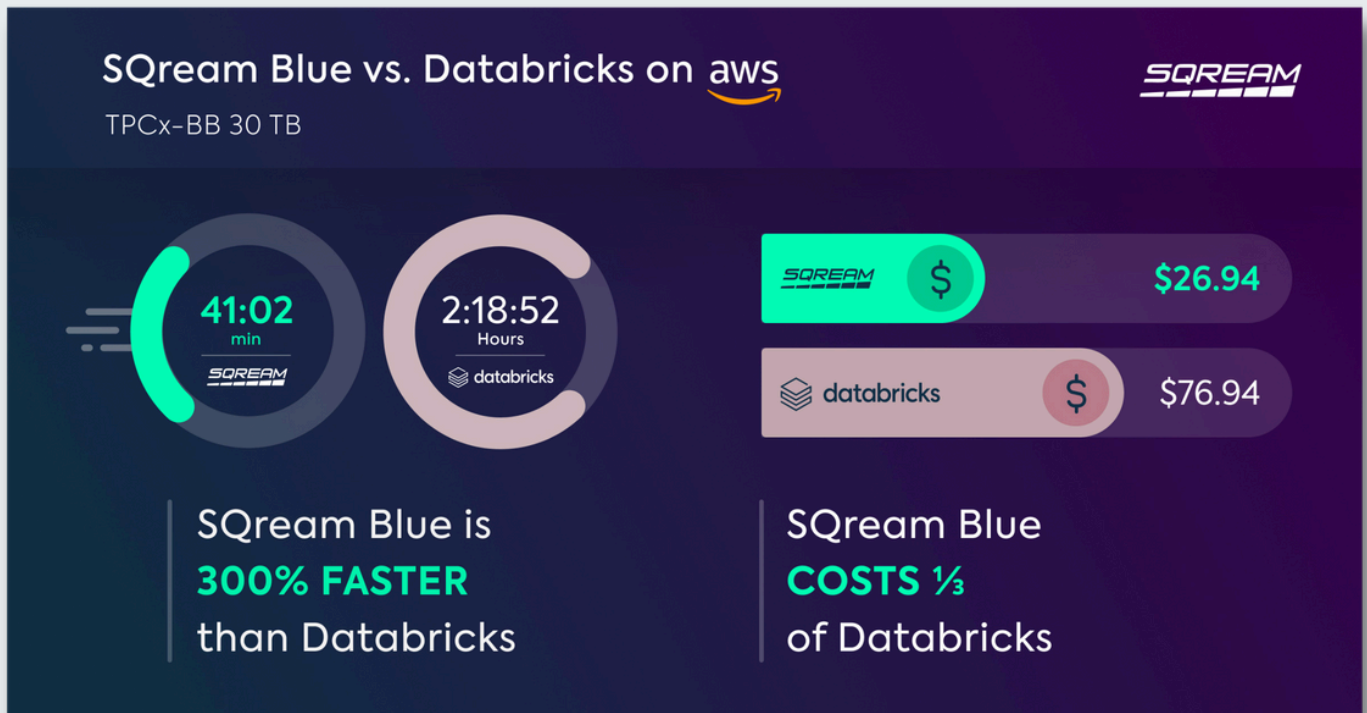 SQream Blue vs. Databricks on aws
TPCx-BB 30 TB
SQREAM
41:02
min
SQREAM
2:18:52
Hours
databricks
SQREAM
$
$26.94
databricks
$
$76.94
SQream Blue is
300% FASTER
than Databricks
SQream Blue
COSTS ⅓
of Databricks